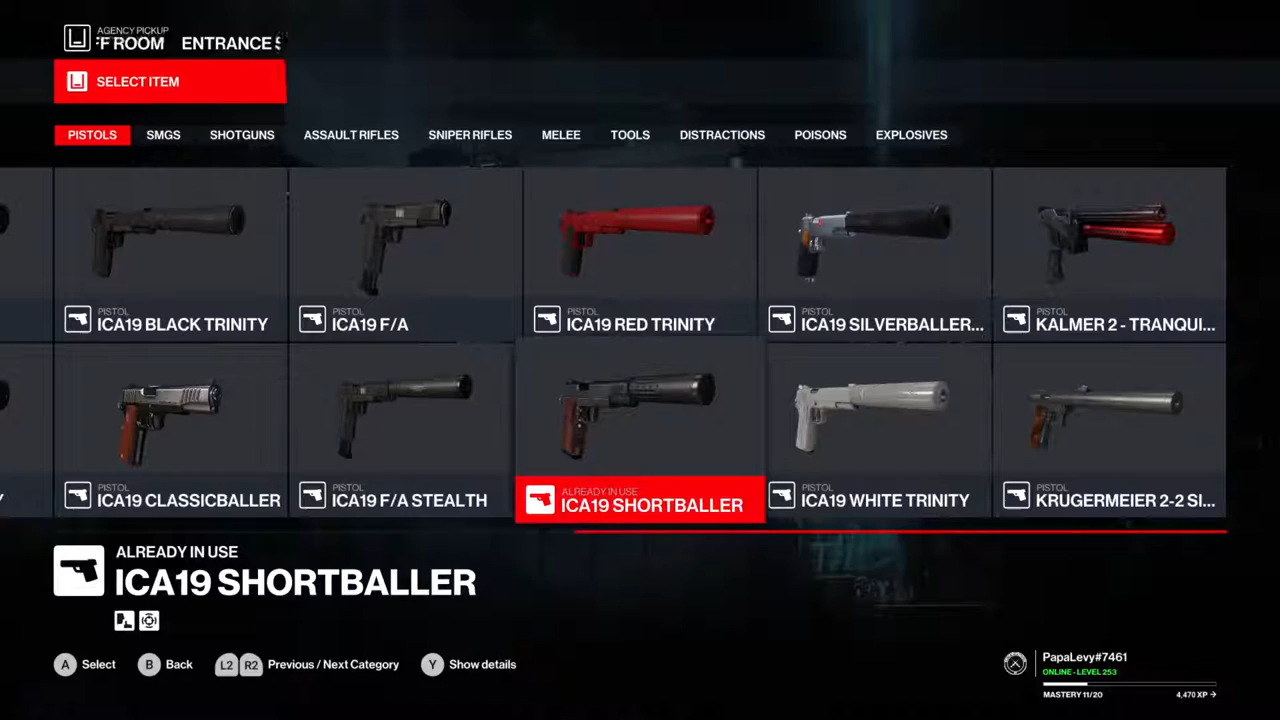 AGENCY PICKUP
FF ROOM ENTRANCE S
SELECT ITEM
PISTOLS SMGS SHOTGUNS ASSAULT RIFLES SNIPER RIFLES MELEE TOOLS DISTRACTIONS POISONS EXPLOSIVES
PISTOL
ICA19 BLACK TRINITY
PISTOL
ICA19 F/A
PISTOL
ICA19 RED TRINITY
PISTOL
ICA19 SILVERBALLER...
PISTOL
KALMER 2 - TRANQUI...
Y
PISTOL
ICA19 CLASSICBALLER
PISTOL
ICA19 F/A STEALTH
ALREADY IN USE
ICA19 SHORTBALLER
PISTOL
ICA19 WHITE TRINITY
PISTOL
KRUGERMEIER 2-2 SI...
ALREADY IN USE
ICA19 SHORTBALLER
A Select B Back L2 R2 Previous / Next Category Y Show details
PapaLevy#7461
ONLINE - LEVEL 253
MASTERY 11/20 4,470 XP →